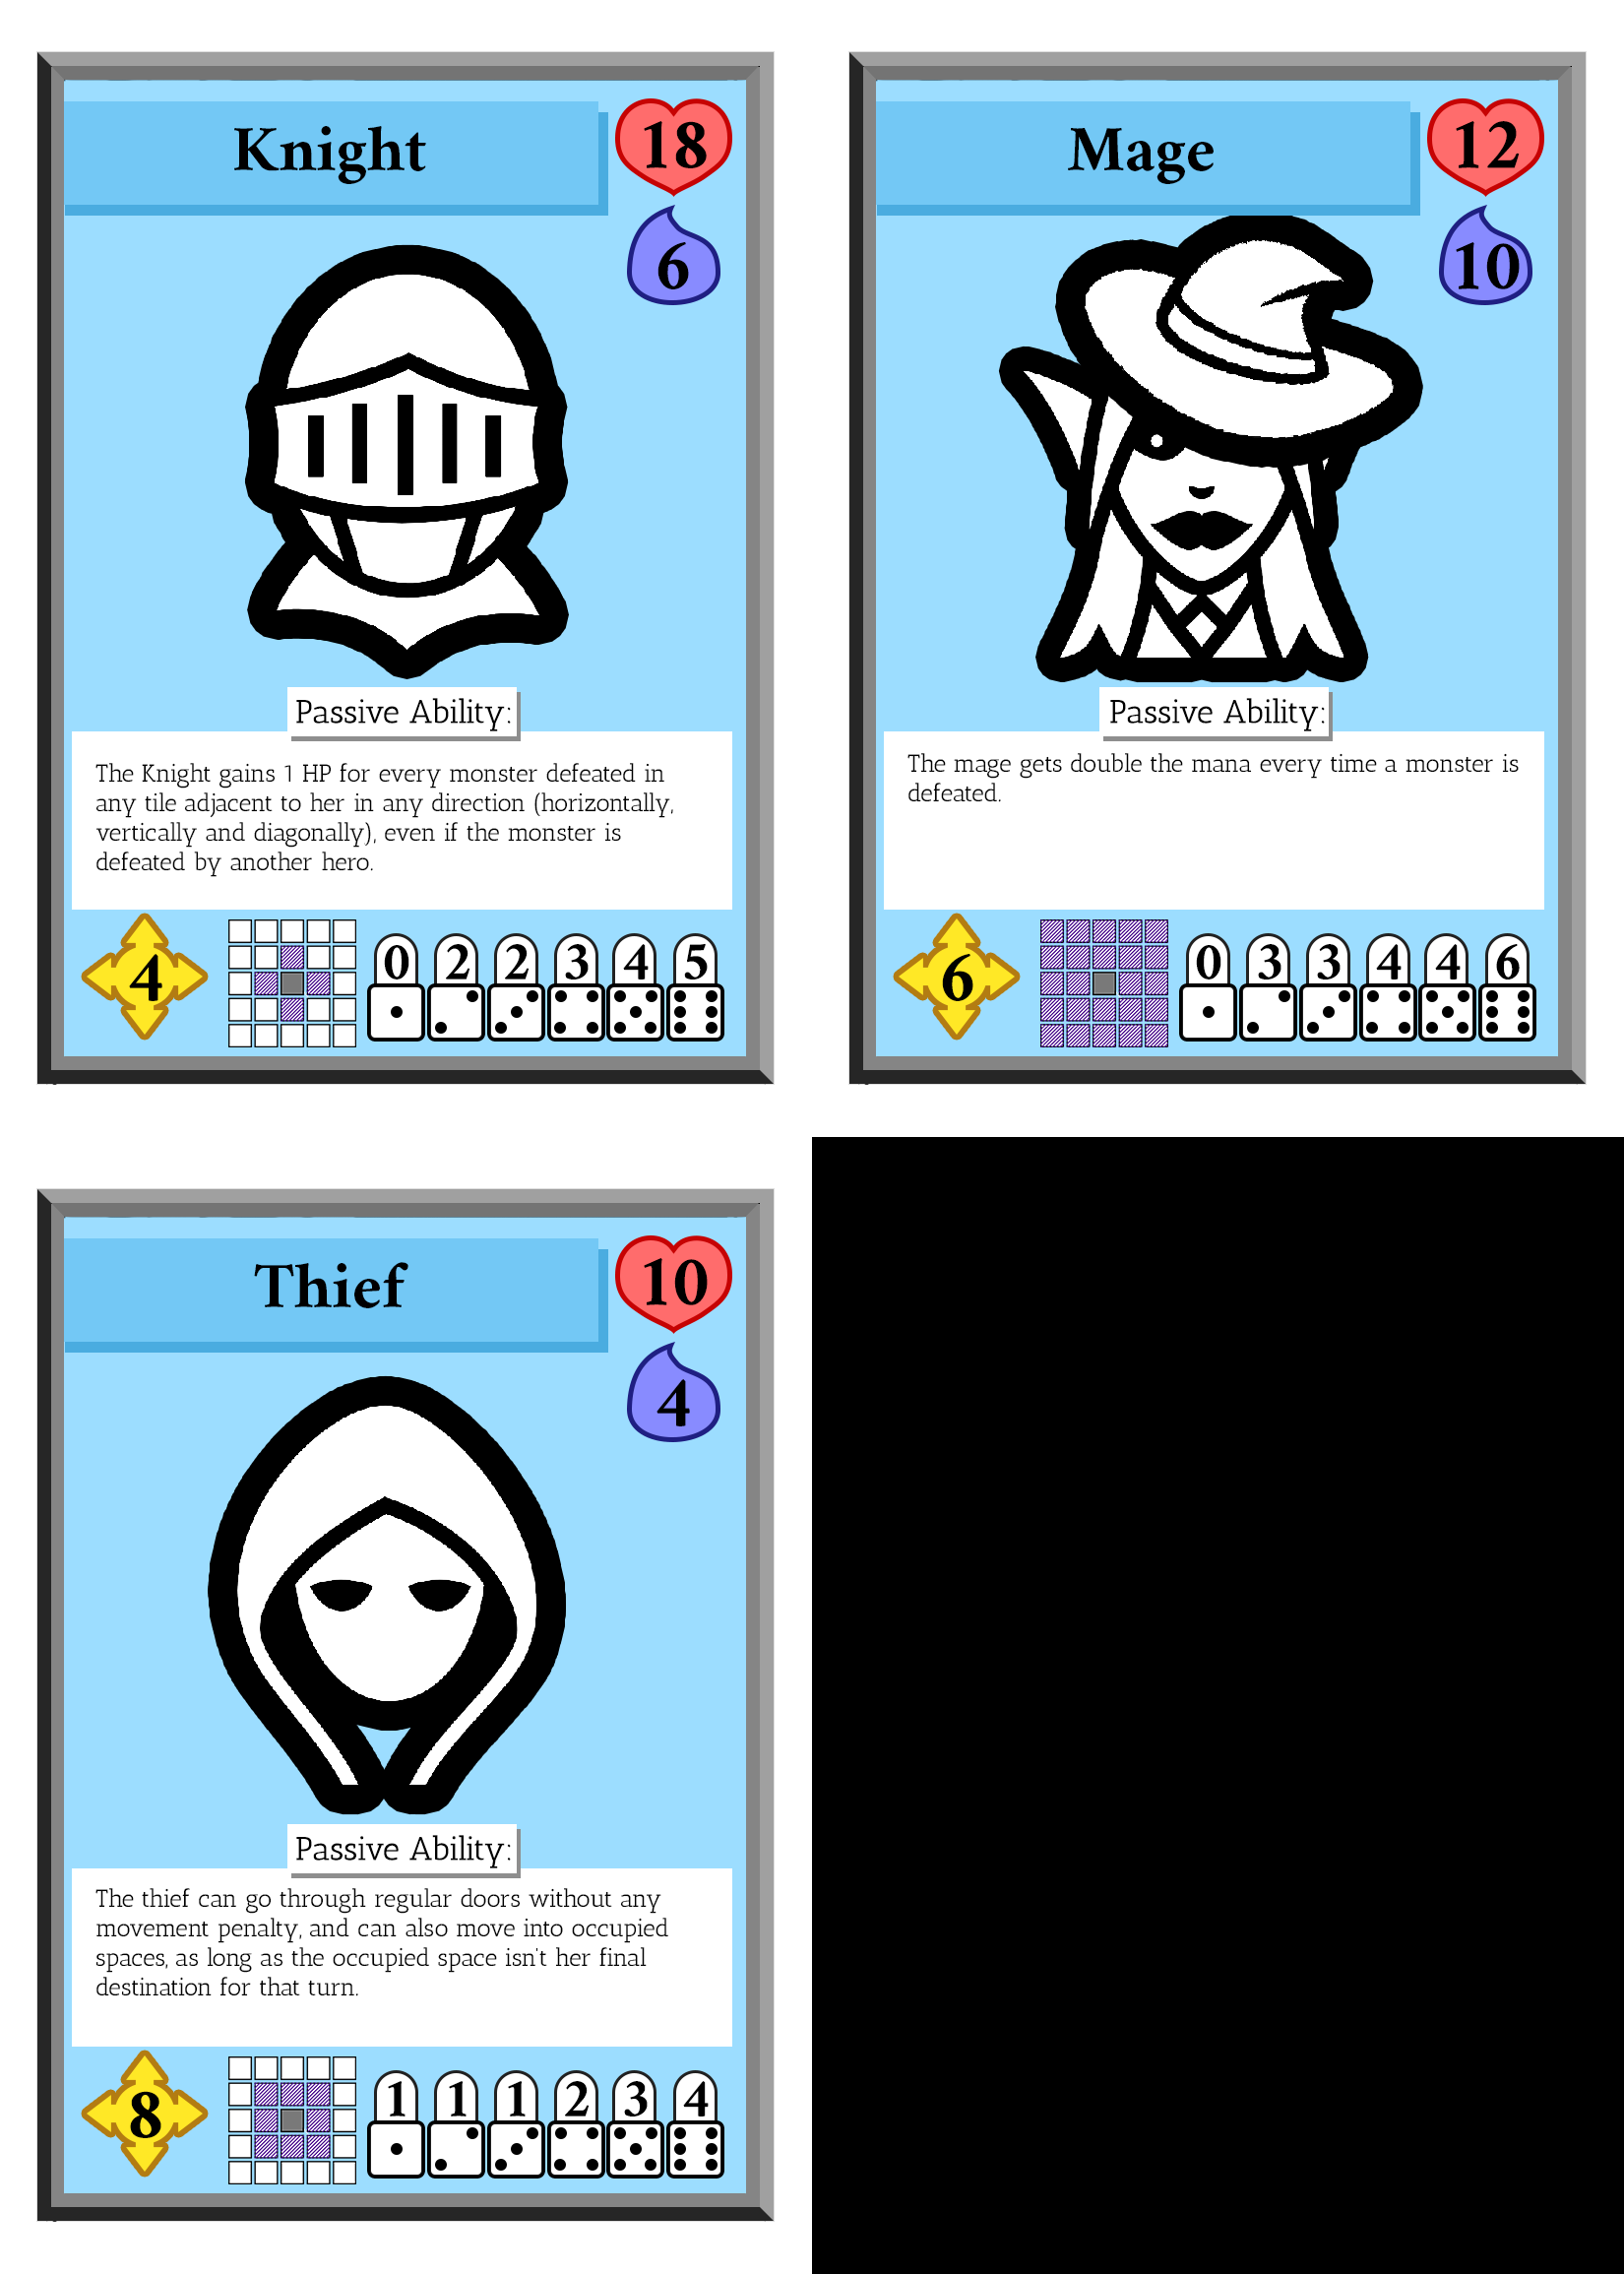 Knight
18
6
Passive Ability:
The Knight gains 1 HP for every monster defeated in
any tile adjacent to her in any direction (horizontally,
vertically and diagonally), even if the monster is
defeated by another hero.
4
0 2 2 3 4 5
Mage
12
10
Passive Ability:
The mage gets double the mana every time a monster is
defeated.
6
0 3 3 4 4 6
Thief
10
4
Passive Ability:
The thief can go through regular doors without any
movement penalty, and can also move into occupied
spaces, as long as the occupied space isn't her final
destination for that turn.
8
1 1 1 2 3 4